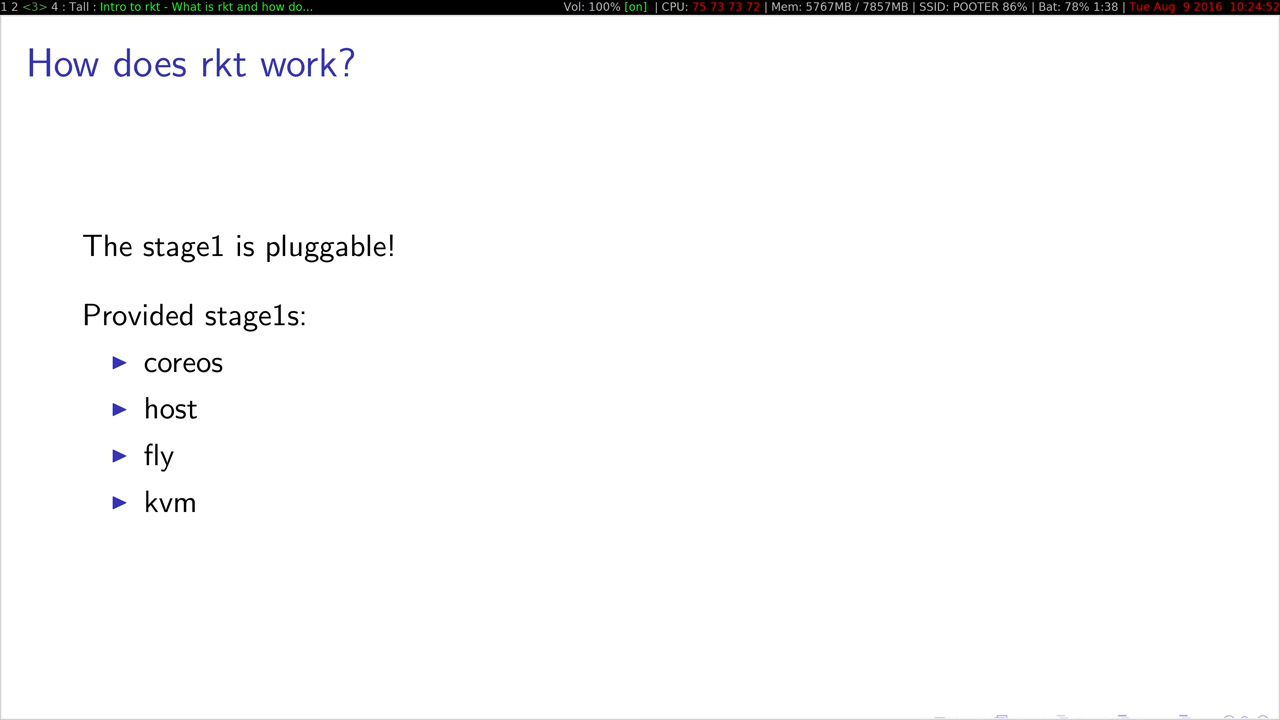 1 2 <3> 4 : Tall : Intro to rkt - What is rkt and how do... Vol: 100% [on] | CPU: 75 73 73 72 | Mem: 5767MB / 7857MB | SSID: POOTER 86% | Bat: 78% 1:38 | Tue Aug 9 2016 10:24:52
How does rkt work?
The stage1 is pluggable!
Provided stage1s:
▶ coreos
▶ host
▶ fly
▶ kvm